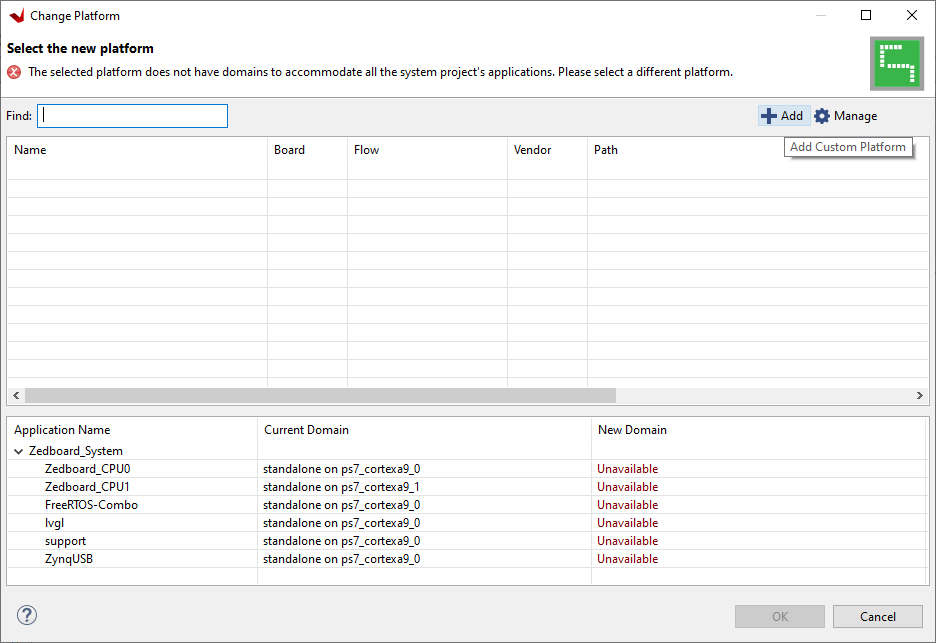 Change Platform
Select the new platform
The selected platform does not have domains to accommodate all the system project's applications. Please select a different platform.
Find:
Add Manage
Add Custom Platform
Name Board Flow Vendor Path
Application Name Current Domain New Domain
Zedboard_System
Zedboard_CPU0 standalone on ps7_cortexa9_0 Unavailable
Zedboard_CPU1 standalone on ps7_cortexa9_1 Unavailable
FreeRTOS-Combo standalone on ps7_cortexa9_0 Unavailable
lvgl standalone on ps7_cortexa9_0 Unavailable
support standalone on ps7_cortexa9_0 Unavailable
ZynqUSB standalone on ps7_cortexa9_0 Unavailable
OK Cancel